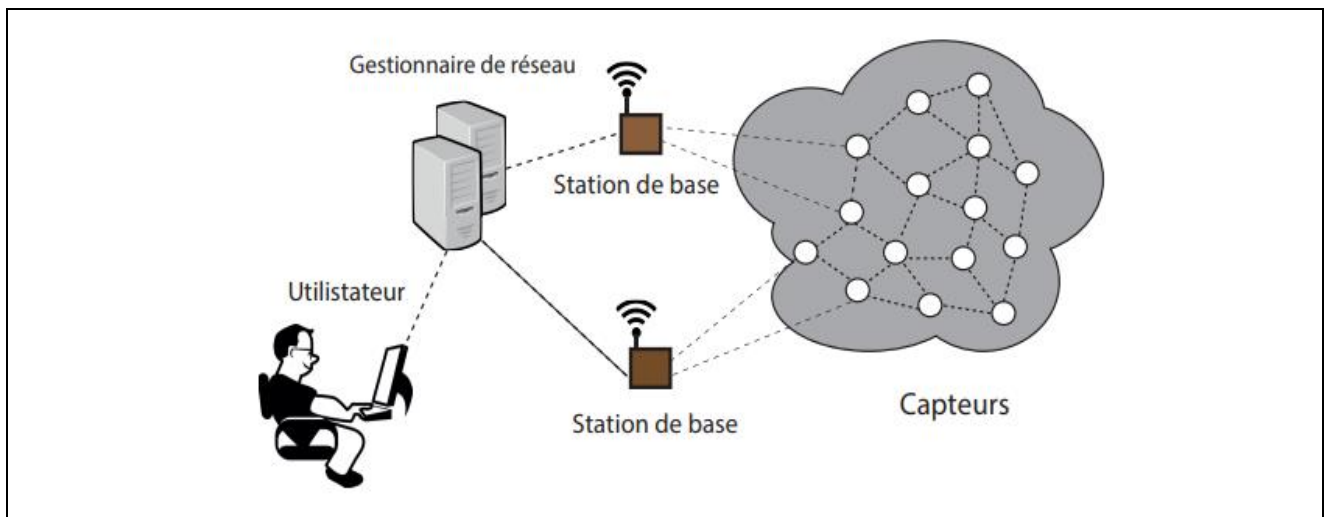 Gestionnaire de réseau
Station de base
Utilistateur
Station de base
Capteurs